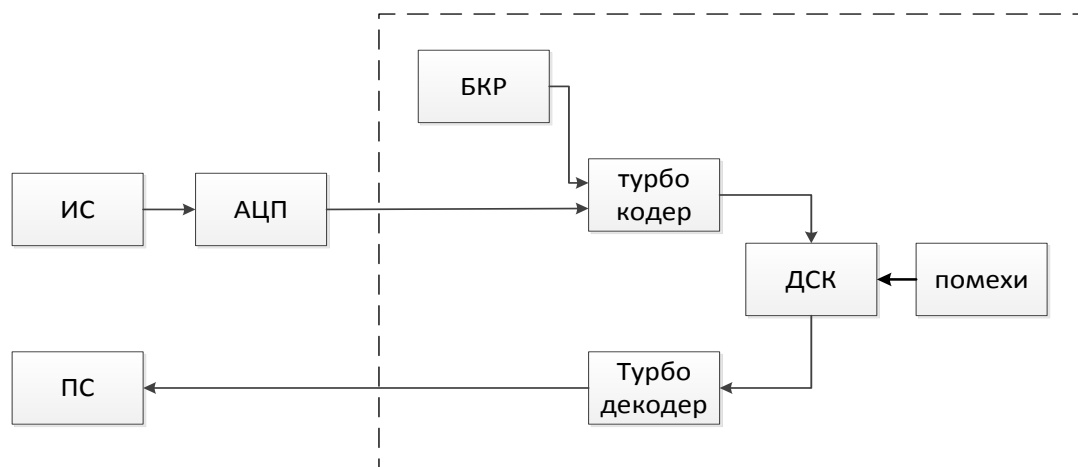 БКР
ИС
АЦП
турбо
кодер
ДСК
помехи
ПС
Турбо
декодер